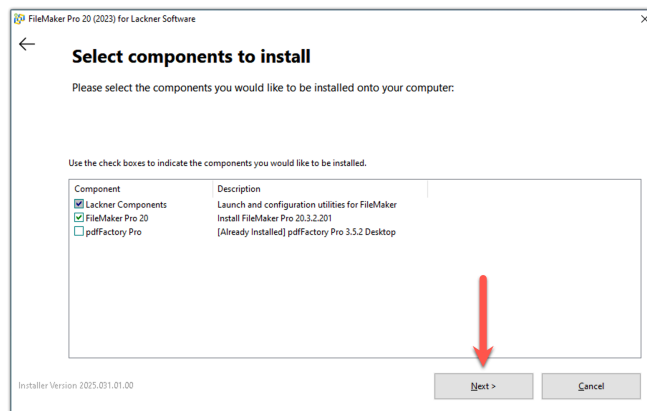 FileMaker Pro 20 (2023) for Lackner Software
Select components to install
Please select the components you would like to be installed onto your computer:
Use the check boxes to indicate the components you would like to be installed.
Component Description
Lackner Components Launch and configuration utilities for FileMaker
FileMaker Pro 20 Install FileMaker Pro 20.3.2.201
pdfFactory Pro [Already Installed] pdfFactory Pro 3.5.2 Desktop
Installer Version 2025.031.01.00 Next > Cancel